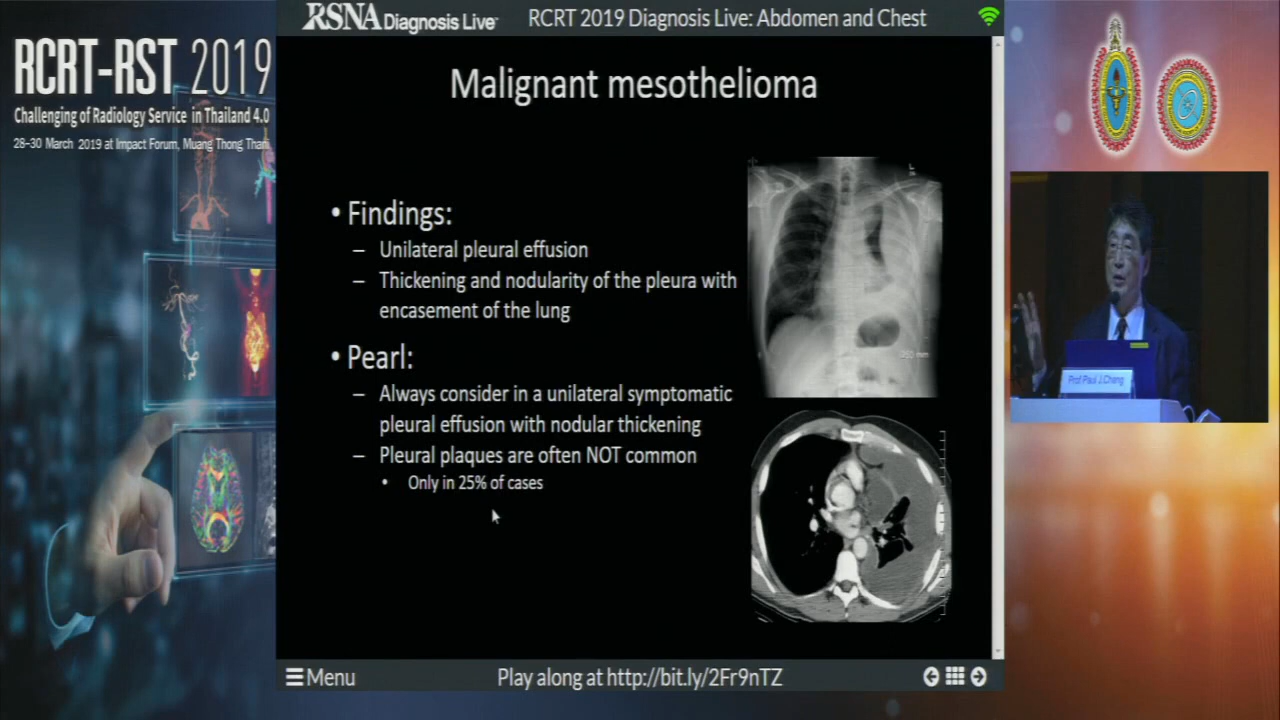 RCRT-RST 2019
Challenging of Radiology Service in Thailand 4.0
28-30 March 2019 at Impact Forum, Muang Thong Thani
RSNA Diagnosis Live
RCRT 2019 Diagnosis Live: Abdomen and Chest
Malignant mesothelioma
• Findings:
– Unilateral pleural effusion
– Thickening and nodularity of the pleura with
encasement of the lung
• Pearl:
– Always consider in a unilateral symptomatic
pleural effusion with nodular thickening
– Pleural plaques are often NOT common
• Only in 25% of cases
Prof Paul J.Chang
Menu
Play along at http://bit.ly/2Fr9nTZ